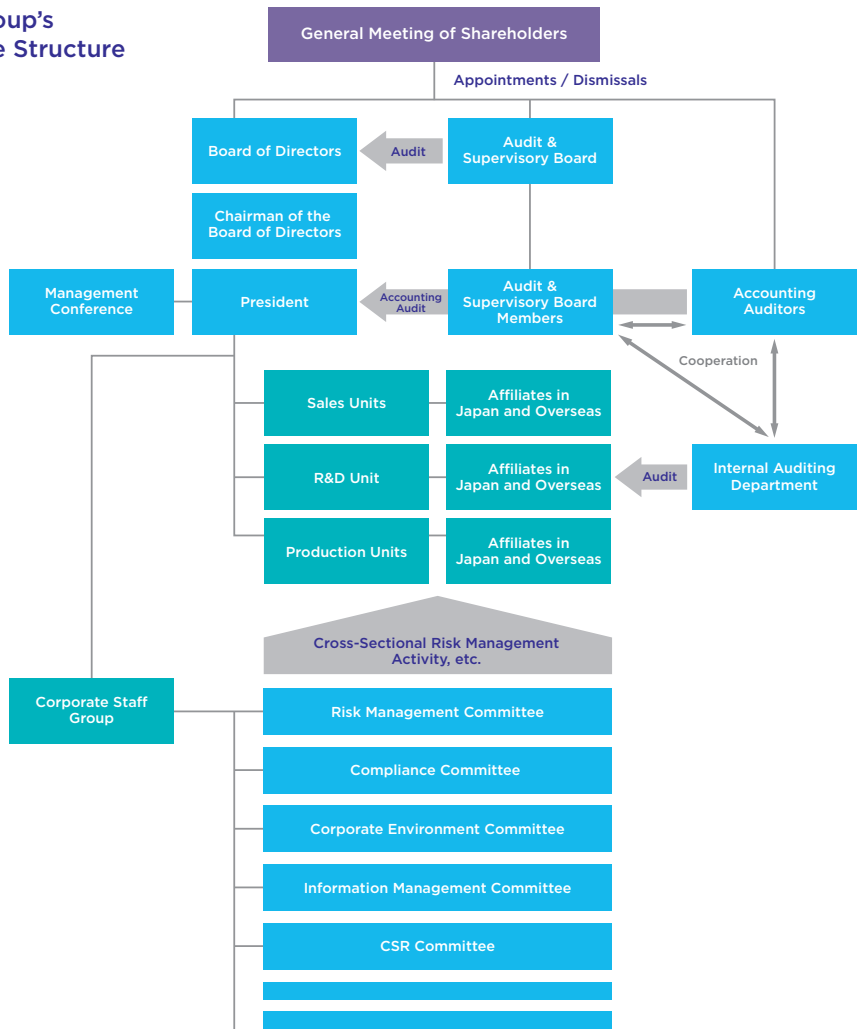 General Meeting of Shareholders
Structure
Appointments / Dismissals
Board of Directors
Audit
Audit &
Supervisory Board
Chairman of the
Board of Directors
Management
Conference
President
Accounting
Audit
Audit &
Supervisory Board
Members
Accounting
Auditors
Cooperation
Sales Units
Affiliates in
Japan and Overseas
R&D Unit
Affiliates in
Japan and Overseas
Audit
Internal Auditing
Department
Production Units
Affiliates in
Japan and Overseas
Cross-Sectional Risk Management
Activity, etc.
Corporate Staff
Group
Risk Management Committee
Compliance Committee
Corporate Environment Committee
Information Management Committee
CSR Committee